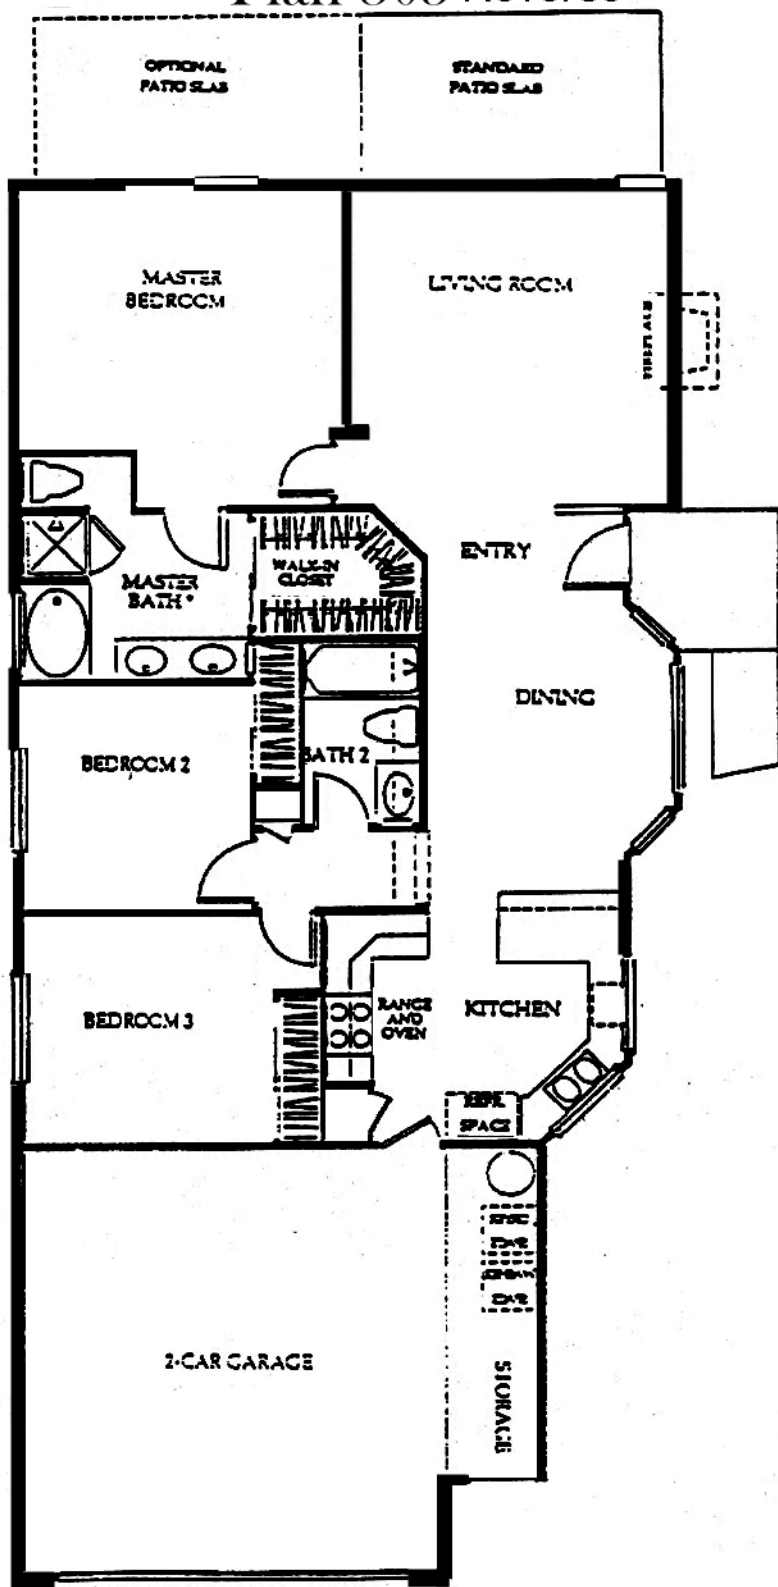 OPTIONAL
PATIO SLAB
STANDARD
PATIO SLAB
MASTER
BEDROOM
LIVING ROOM
ENTRY
WALK-IN
CLOSET
MASTER
BATH *
DINING
BEDROOM 2
BATH 2
BEDROOM 3
RANGE
AND
OVEN
KITCHEN
SPACE
2-CAR GARAGE
STORAGE